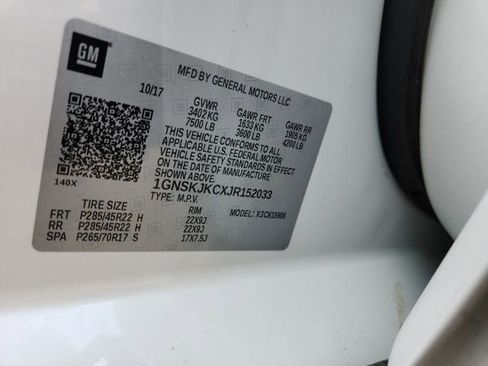 GM
MFD BY GENERAL MOTORS LLC
10/17
GVWR GAWR FRT GAWR RR
3402 KG 1633 KG 1905 KG
7500 LB 3600 LB 4200 LB
THIS VEHICLE CONFORMS TO ALL
APPLICABLE U.S. FEDERAL MOTOR
VEHICLE SAFETY STANDARDS IN EFFECT
ON THE DATE OF MANUFACTURE
SHOWN ABOVE.
1GNSKJKCXJR152033
140X
TYPE: M.P.V. MODEL: XJCK15906
TIRE SIZE RIM
FRT P285/45R22 H 22X9J
RR P285/45R22 H 22X9J
SPA P265/70R17 S 17X7.5J